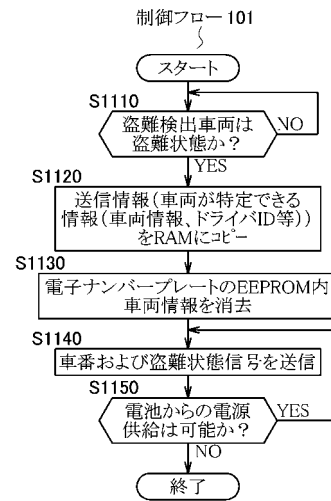 制御フロー101
スタート
S1110
盗難検出車両は
盗難状態か?
NO
YES
S1120
送信情報(車両が特定できる
情報(車両情報、ドライバID等))
をRAMにコピー
S1130
電子ナンバープレートのEEPROM内
車両情報を消去
S1140
車番および盗難状態信号を送信
S1150
電池からの電源
供給は可能か?
YES
NO
終了